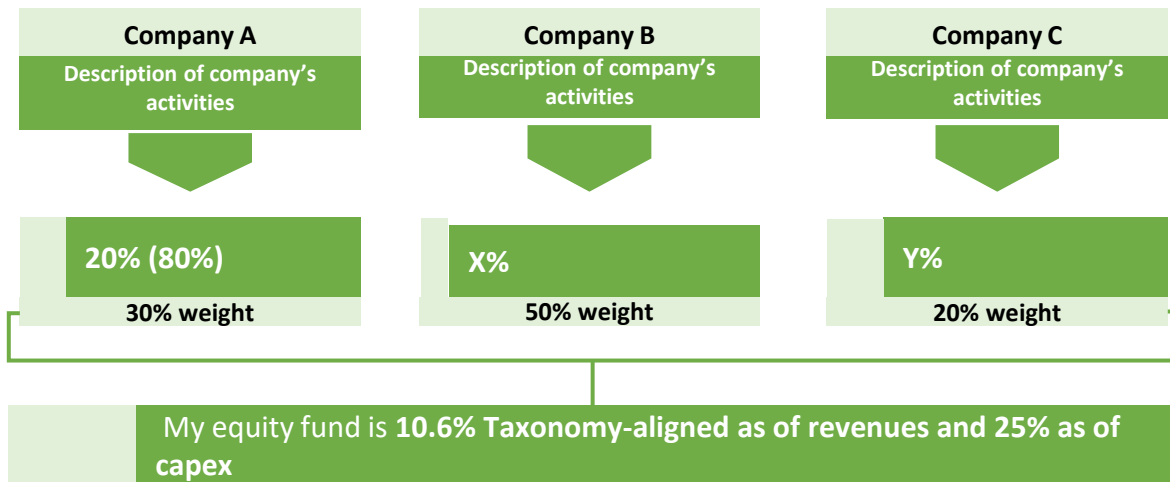 Company A
Description of company's
activities
20% (80%)
30% weight
Company B
Description of company's
activities
X%
50% weight
Company C
Description of company's
activities
Y%
20% weight
My equity fund is 10.6% Taxonomy-aligned as of revenues and 25% as of
capex